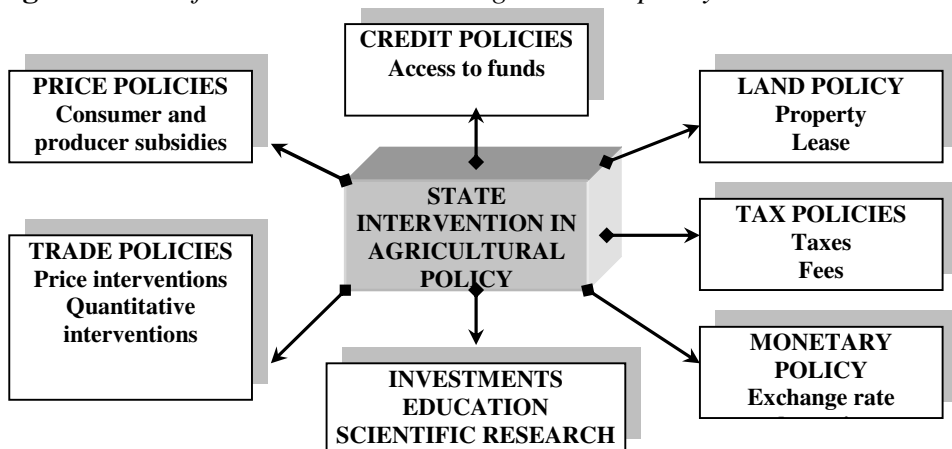 CREDIT POLICIES
Access to funds
PRICE POLICIES
Consumer and
producer subsidies
LAND POLICY
Property
Lease
STATE
INTERVENTION IN
AGRICULTURAL
POLICY
TAX POLICIES
Taxes
Fees
TRADE POLICIES
Price interventions
Quantitative
interventions
MONETARY
POLICY
Exchange rate
INVESTMENTS
EDUCATION
SCIENTIFIC RESEARCH